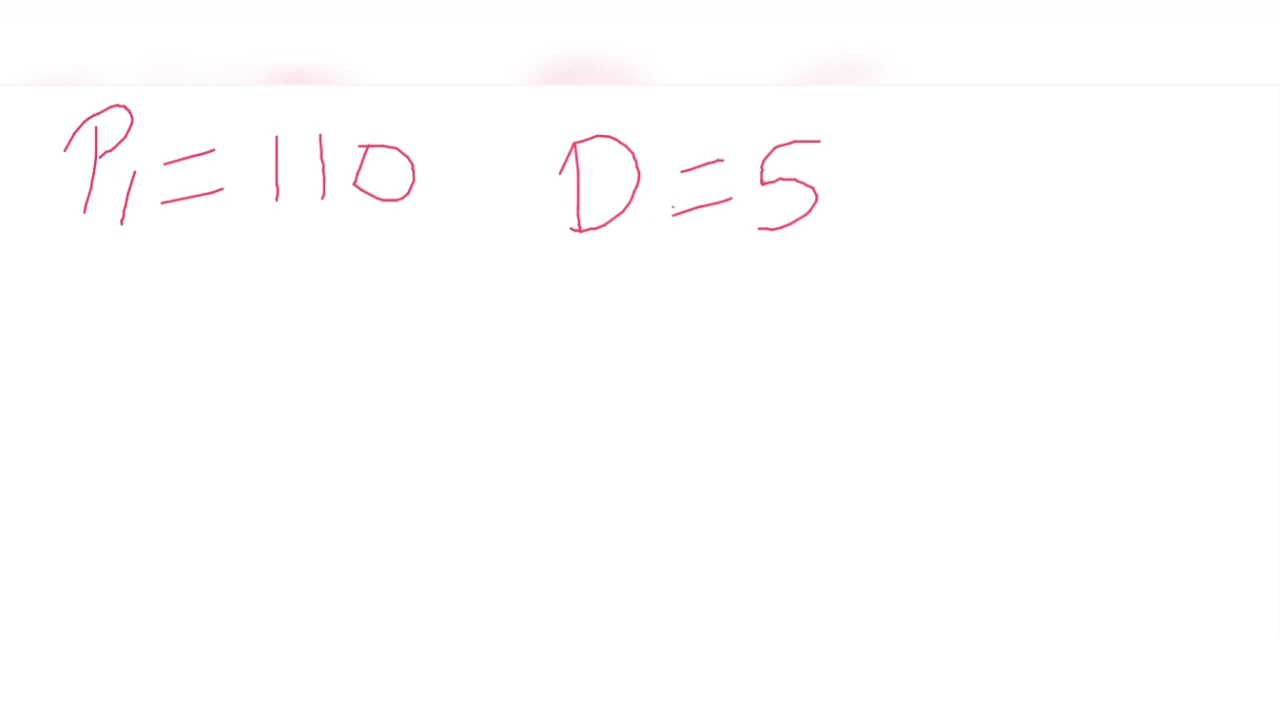 P₁ = 110 D = 5